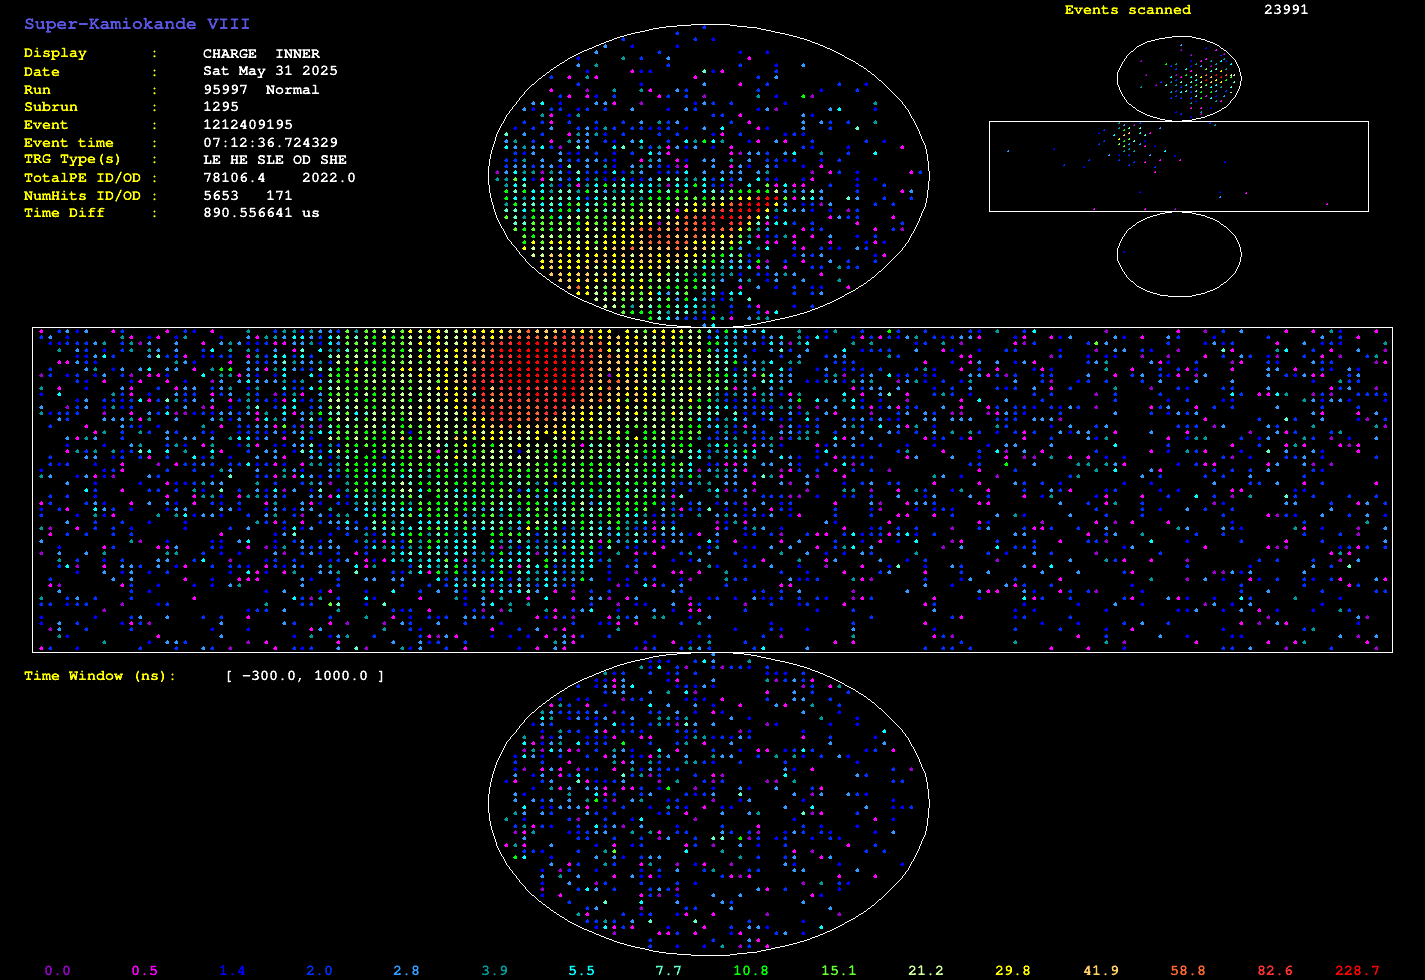 Super-Kamiokande VIII
Display : CHARGE INNER
Date : Sat May 31 2025
Run : 95997 Normal
Subrun : 1295
Event : 1212409195
Event time : 07:12:36.724329
TRG Type(s) : LE HE SLE OD SHE
TotalPE ID/OD : 78106.4 2022.0
NumHits ID/OD : 5653 171
Time Diff : 890.556641 us
Events scanned 23991
Time Window (ns): [ -300.0, 1000.0 ]
0.0 0.5 1.4 2.0 2.8 3.9 5.5 7.7 10.8 15.1 21.2 29.8 41.9 58.8 82.6 228.7